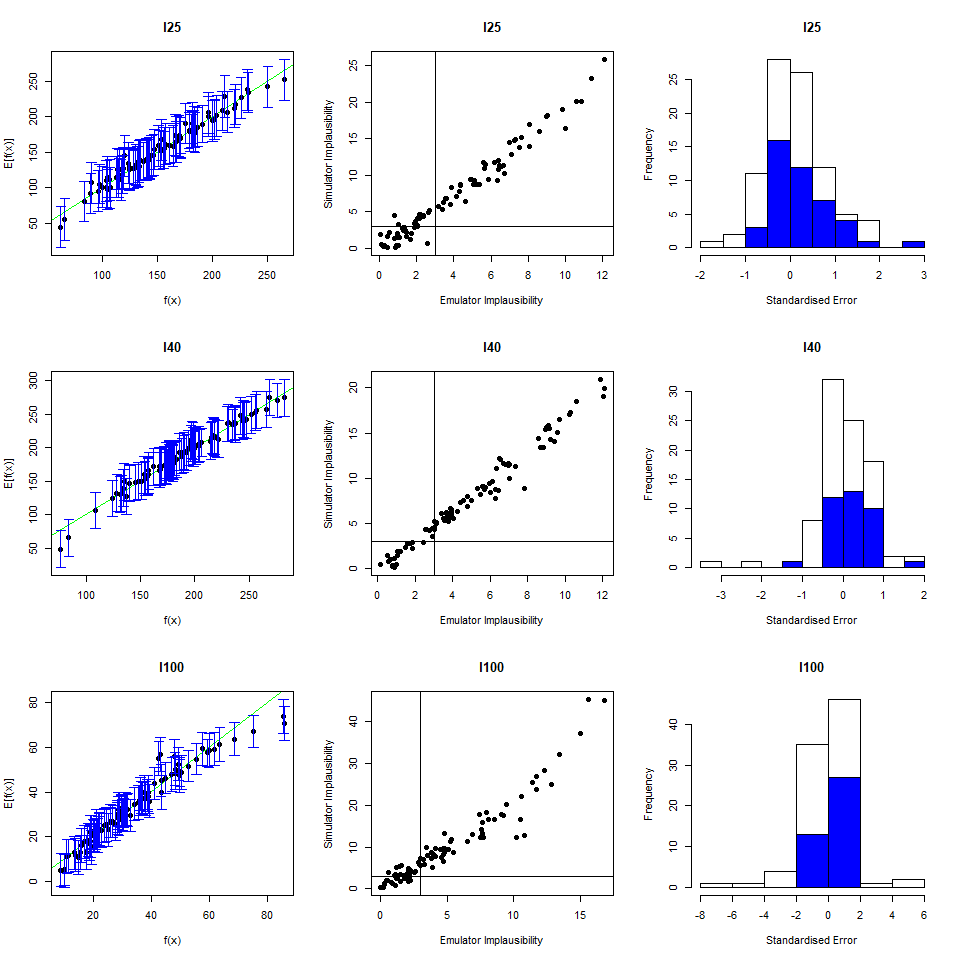 I25
E[f(x)]
50 100 150 200 250
100 150 200 250
f(x)
I25
Simulator Implausibility
0 5 10 15 20 25
0 2 4 6 8 10 12
Emulator Implausibility
I25
Frequency
0 5 10 15 20 25
-2 -1 0 1 2 3
Standardised Error
I40
E[f(x)]
50 100 150 200 250 300
100 150 200 250
f(x)
I40
Simulator Implausibility
0 5 10 15 20
0 2 4 6 8 10 12
Emulator Implausibility
I40
Frequency
0 5 10 15 20 25 30
-3 -2 -1 0 1 2
Standardised Error
I100
E[f(x)]
0 20 40 60 80
20 40 60 80
f(x)
I100
Simulator Implausibility
0 10 20 30 40
0 5 10 15
Emulator Implausibility
I100
Frequency
0 10 20 30 40
-8 -6 -4 -2 0 2 4 6
Standardised Error